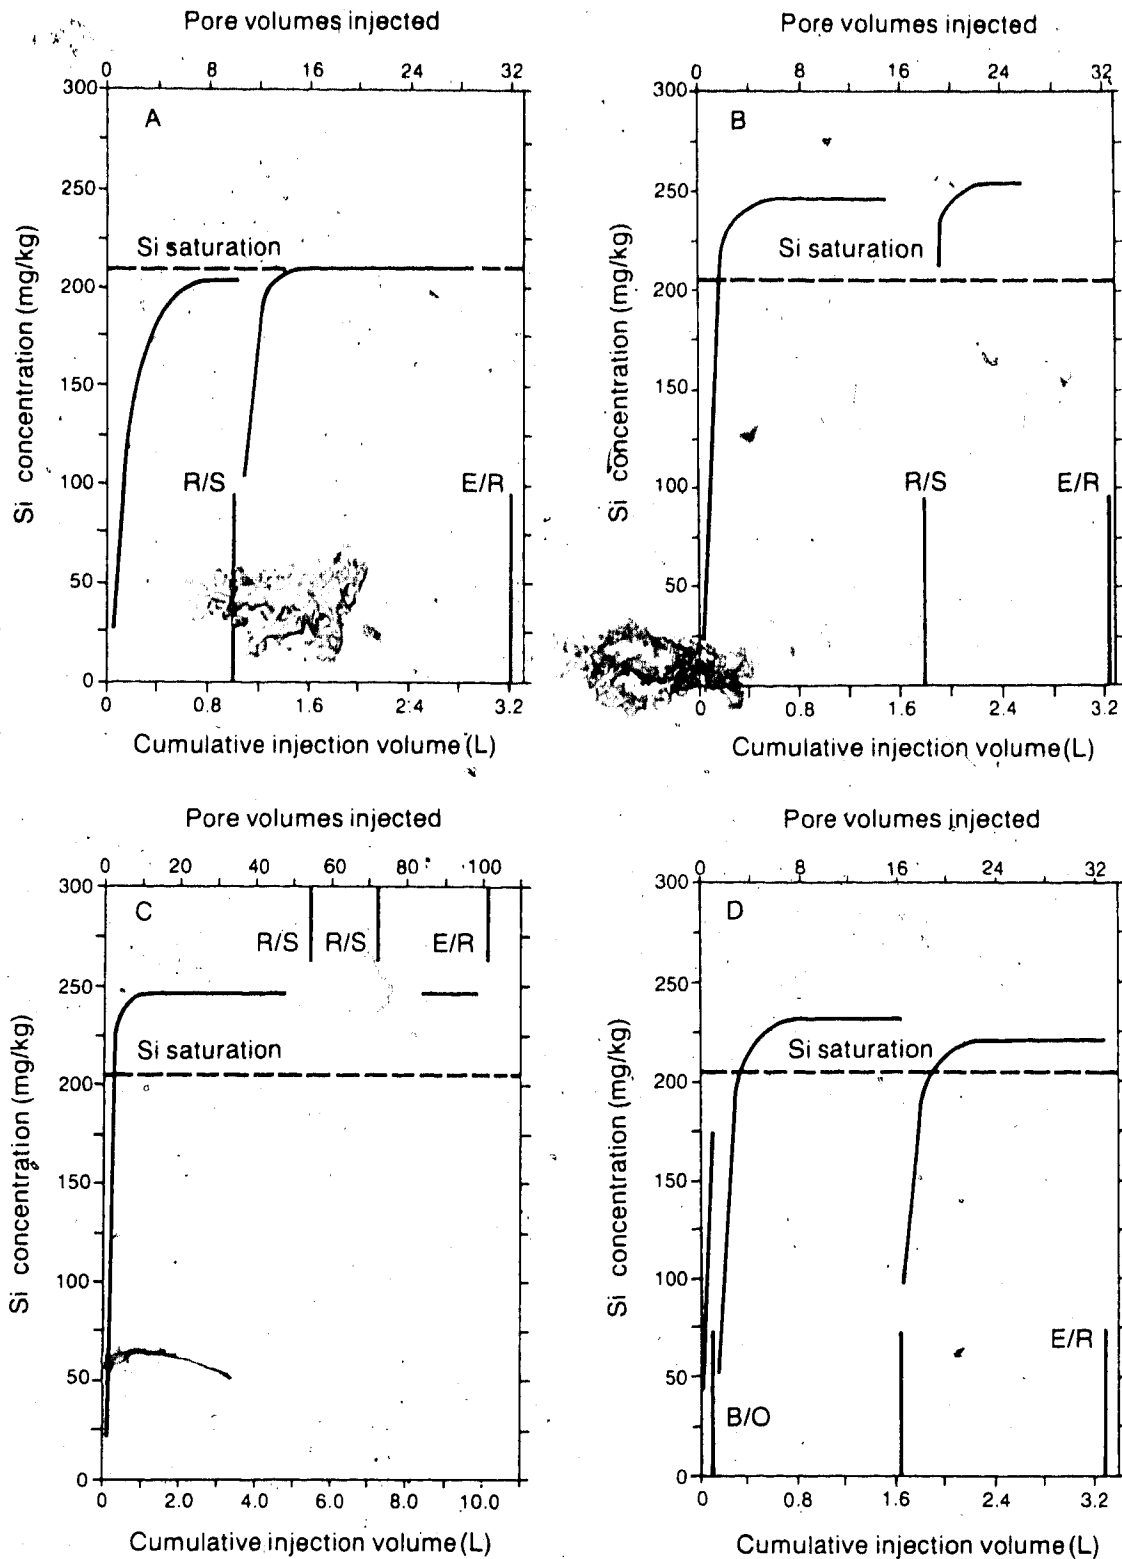 Pore volumes injected
0 8 16 24 32
300
A
250
Si saturation
200
150
100
R/S
E/R
50
0
0 0.8 1.6 2.4 3.2
Si concentration (mg/kg)
Cumulative injection volume (L)
Pore volumes injected
0 8 16 24 32
300
B
250
Si saturation
200
150
100
R/S
E/R
50
0 0.8 1.6 2.4 3.2
Si concentration (mg/kg)
Cumulative injection volume (L)
Pore volumes injected
0 20 40 60 80 100
300
C
R/S R/S E/R
250
Si saturation
200
150
100
50
0
0 2.0 4.0 6.0 8.0 10.0
Si concentration (mg/kg)
Cumulative injection volume (L)
Pore volumes injected
0 8 16 24 32
300
D
250
Si saturation
200
150
100
E/R
50
B/O
0
0 0.8 1.6 2.4 3.2
Si concentration (mg/kg)
Cumulative injection volume (L)